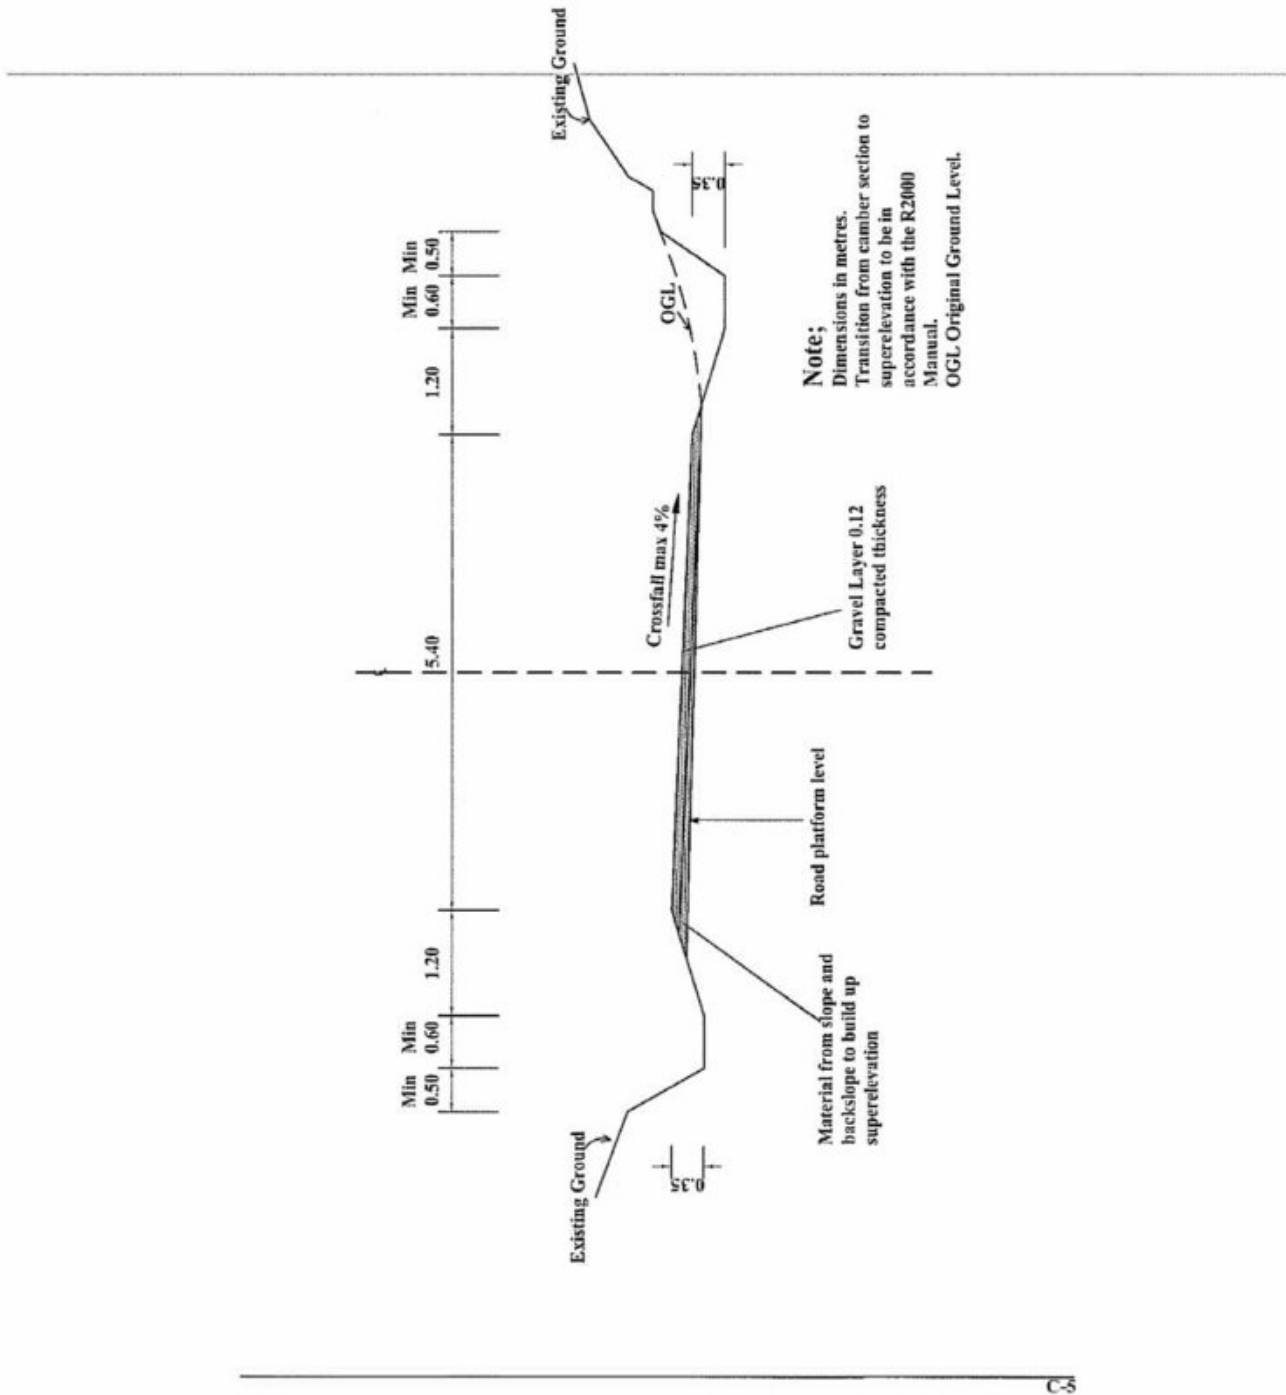 Min
0.50
Min
0.60
1.20
5.40
1.20
Min
0.60
Min
0.50
Existing Ground
Existing Ground
0.35
0.35
OGL
Crossfall max 4%
Material from slope and
backslope to build up
superelevation
Road platform level
Gravel Layer 0.12
compacted thickness
Note;
Dimensions in metres.
Transition from camber section to
superelevation to be in
accordance with the R2000
Manual.
OGL Original Ground Level.
C-5